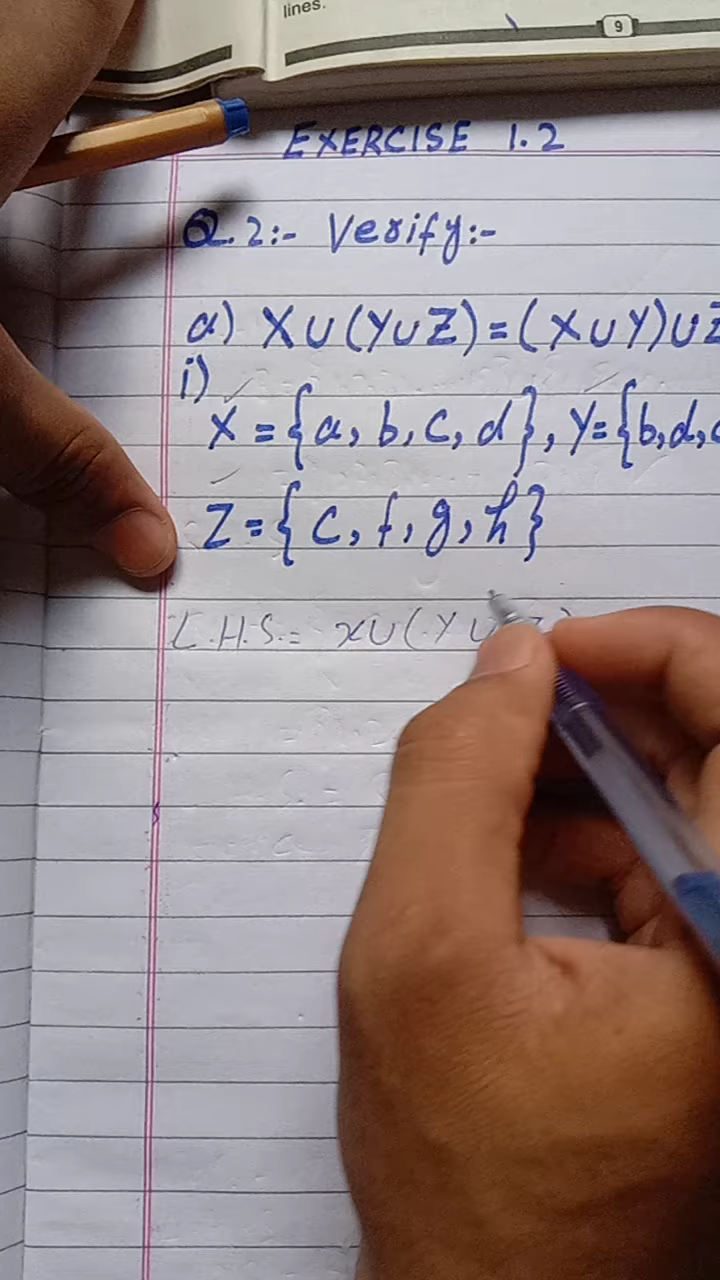 lines.
9
EXERCISE 1.2
Q.2:- Verify:-
a) X∪(Y∪Z)=(X∪Y)∪Z
i)
X={a,b,c,d}, Y={b,d,
Z={c,f,g,h}
L.H.S.= X∪(Y∪